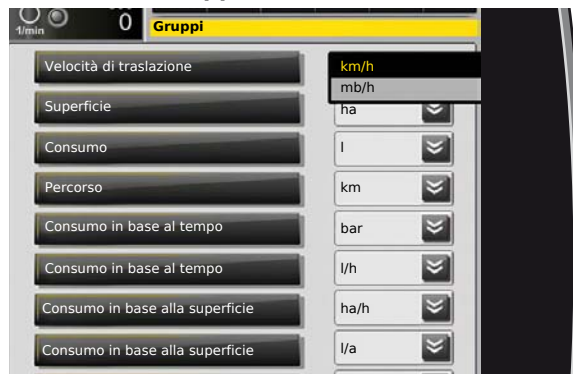 1/min
0
Gruppi
Velocità di traslazione
km/h
mb/h
Superficie
ha
Consumo
l
Percorso
km
Consumo in base al tempo
bar
Consumo in base al tempo
l/h
Consumo in base alla superficie
ha/h
Consumo in base alla superficie
l/a